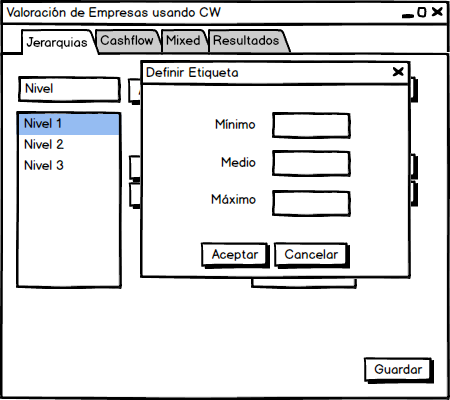 Valoración de Empresas usando CW
Jerarquias Cashflow Mixed Resultados
Nivel
Definir Etiqueta
Nivel 1
Nivel 2
Nivel 3
Mínimo
Medio
Máximo
Aceptar Cancelar
Guardar